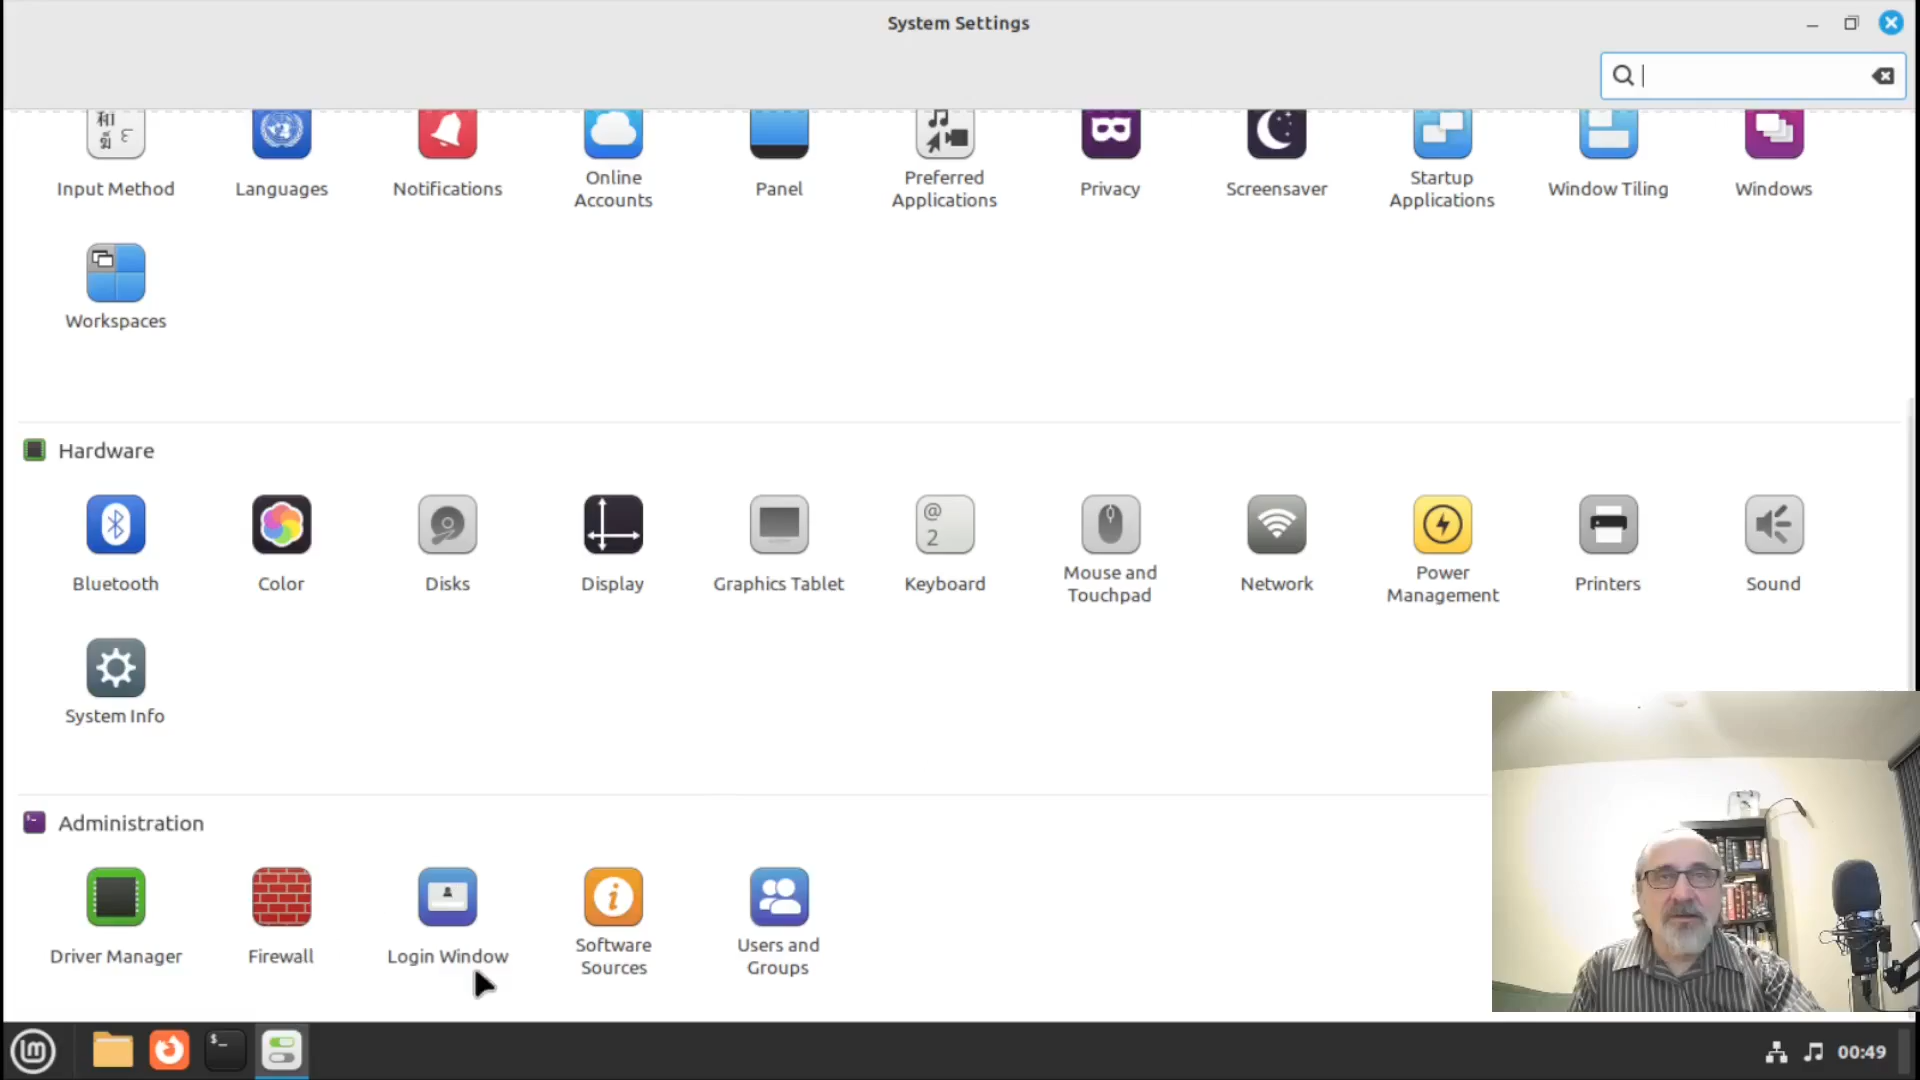 System Settings
Input Method
Languages
Notifications
Online
Accounts
Panel
Preferred
Applications
Privacy
Screensaver
Startup
Applications
Window Tiling
Windows
Workspaces
Hardware
Bluetooth
Color
Disks
Display
Graphics Tablet
@
2
Keyboard
Mouse and
Touchpad
Network
Power
Management
Printers
Sound
System Info
Administration
Driver Manager
Firewall
Login Window
Software
Sources
Users and
Groups
$_
00:49